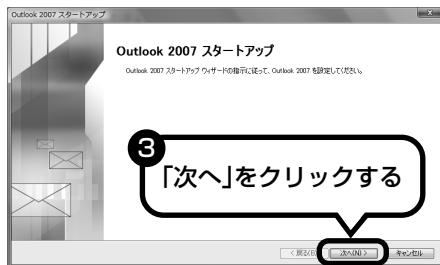 Outlook 2007 スタートアップ
Outlook 2007 スタートアップ
Outlook 2007 スタートアップ ウィザードの指示に従って、Outlook 2007 を設定してください。
3
「次へ」をクリックする
< 戻る(B) 次へ(N) > キャンセル